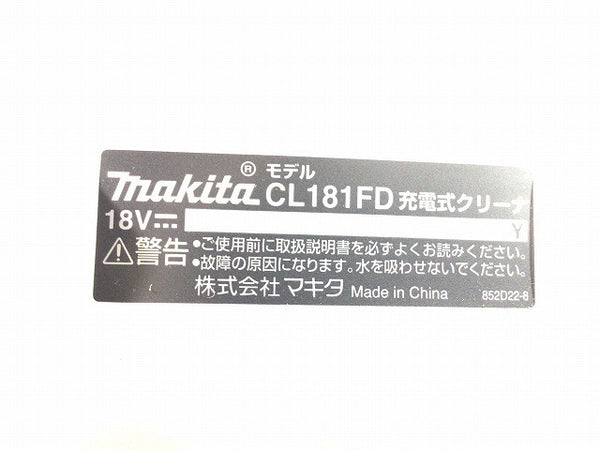 makita® モデル CL181FD 充電式クリーナ
18V⎓ Y
⚠警告 •ご使用前に取扱説明書を必ずよくお読みください。
•故障の原因になります。水を吸わせないでください。
株式会社マキタ Made in China 852D22-8